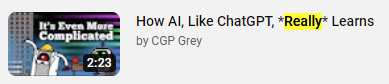 It's Even More
Complicated
2:23
How AI, Like ChatGPT, *Really* Learns
by CGP Grey